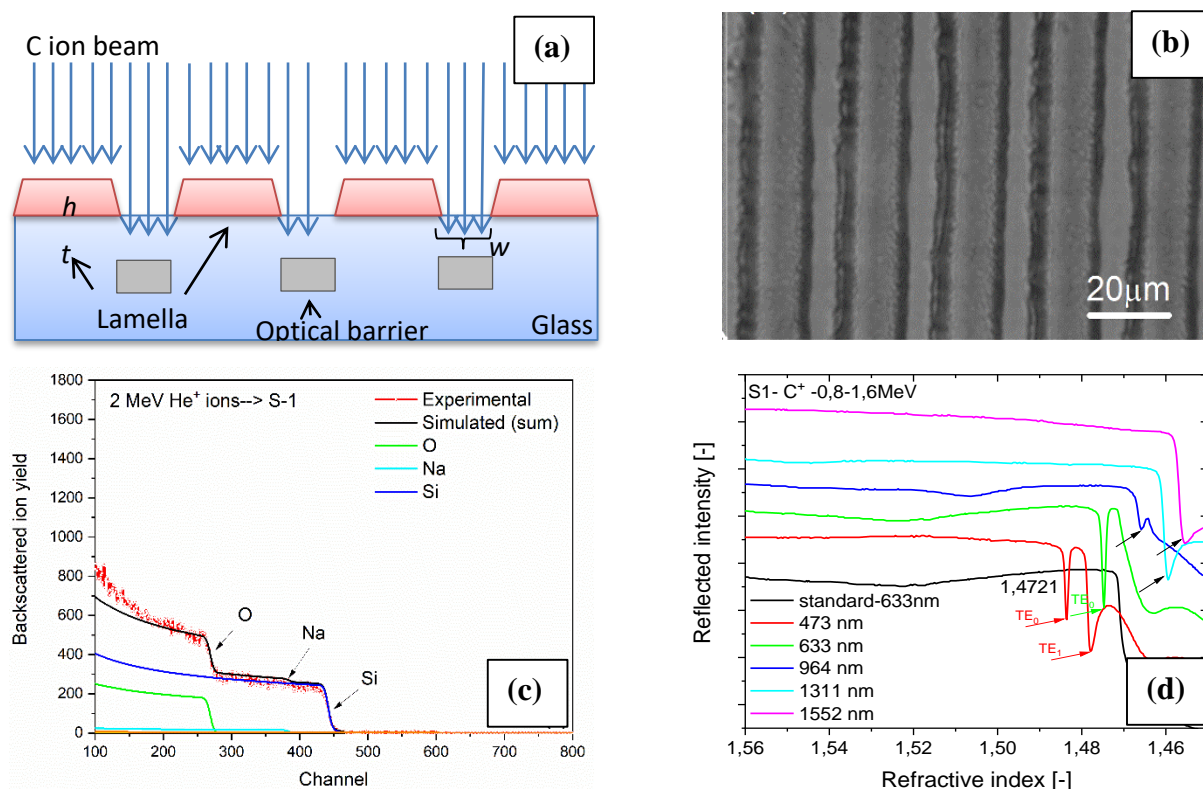 C ion beam
(a)
h
t
w
Lamella
Optical barrier
Glass
(b)
20μm
1800
1600
1400
1200
1000
800
600
400
200
0
Backscattered ion yield
2 MeV He⁺ ions--> S-1
Experimental
Simulated (sum)
O
Na
Si
O
Na
Si
(c)
100
200
300
400
500
600
700
800
Channel
S1- C⁺ -0,8-1,6MeV
Reflected intensity [-]
1,4721
TE₀
TE₀
TE₁
standard-633nm
473 nm
633 nm
964 nm
1311 nm
1552 nm
(d)
1,56
1,54
1,52
1,50
1,48
1,46
Refractive index [-]